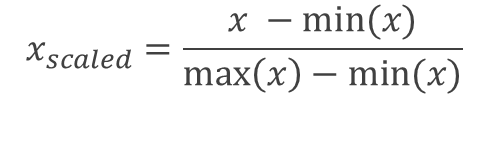 x_scaled = (x − min(x)) / (max(x) − min(x))